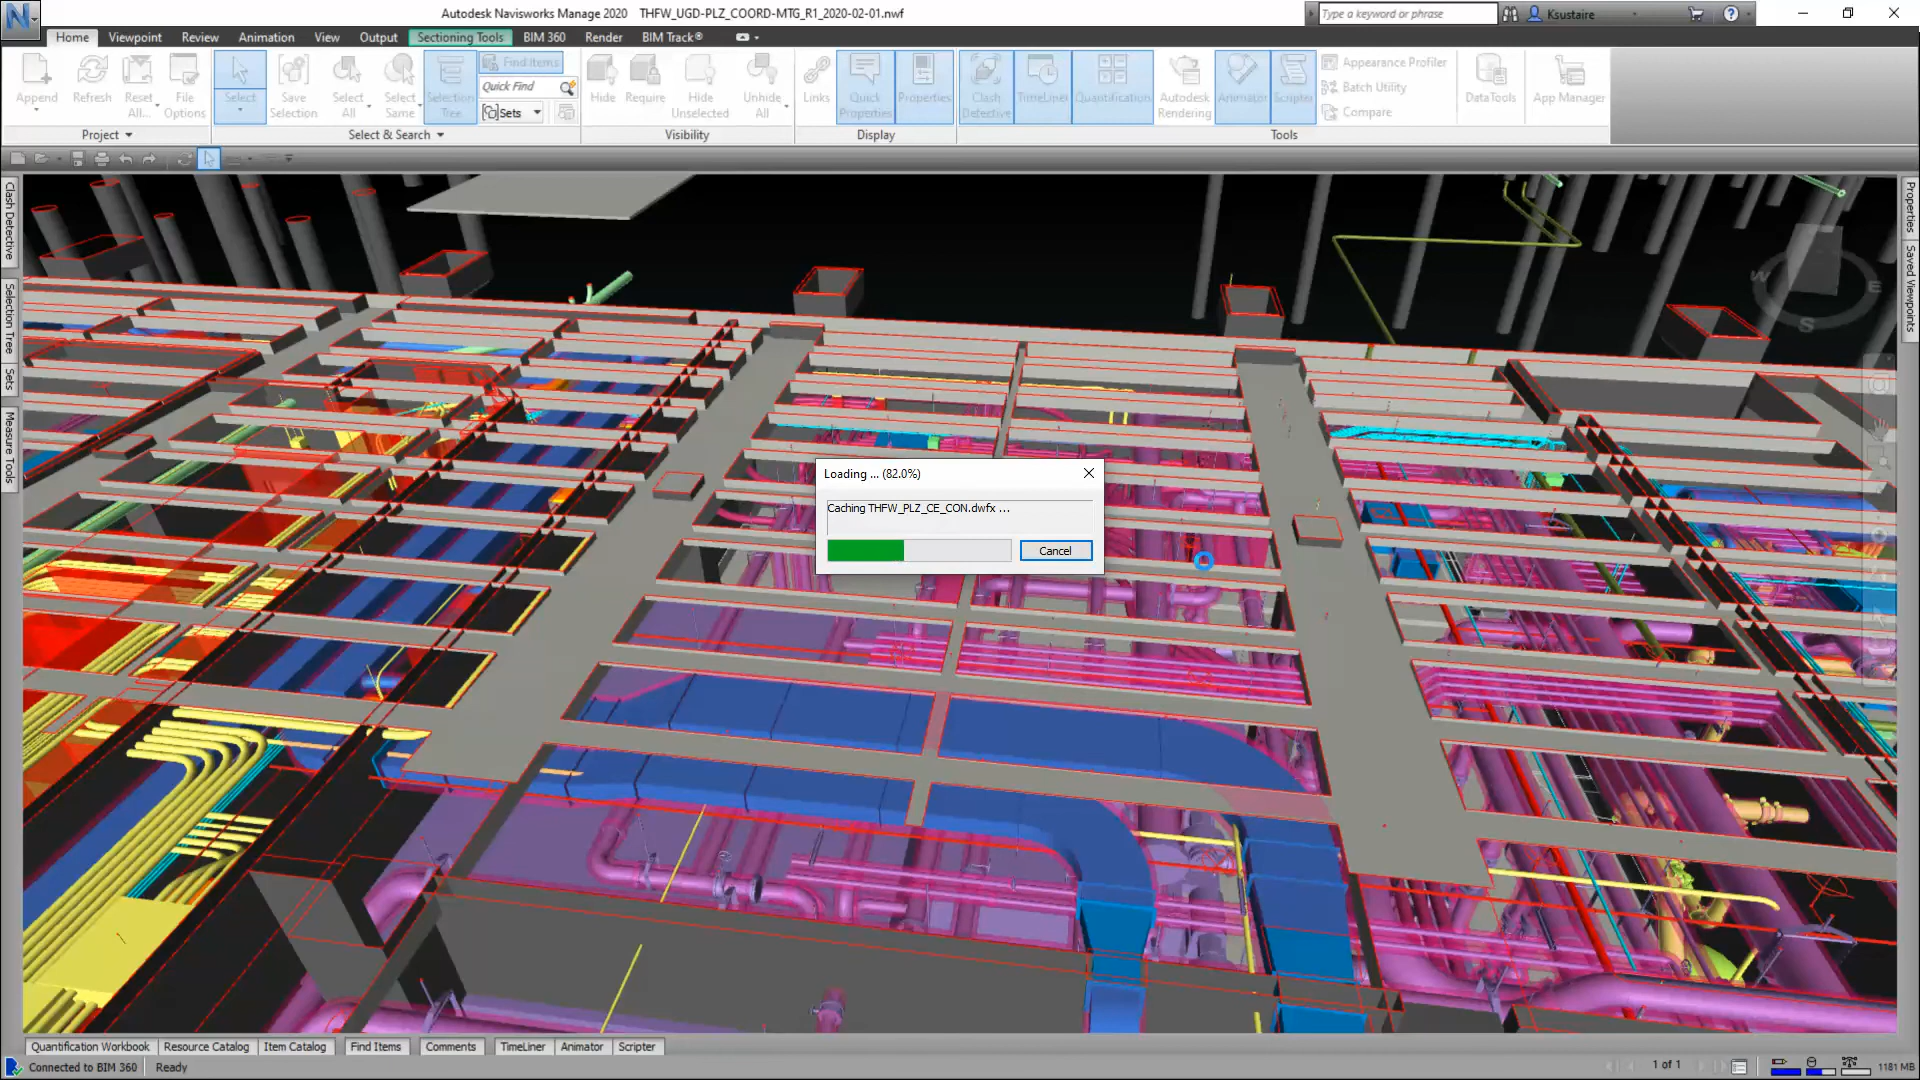 Autodesk Navisworks Manage 2020 THFW_UGD-PLZ_COORD-MTG_R1_2020-02-01.nwf
Type a keyword or phrase
Ksustaire
Home Viewpoint Review Animation View Output Sectioning Tools BIM 360 Render BIM Track®
Append
Refresh
Reset All...
File Options
Project
Select
Save Selection
Select All
Select Same
Selection Tree
Find Items
Quick Find
Sets
Select & Search
Hide
Require
Hide Unselected
Unhide All
Visibility
Links
Quick Properties
Properties
Display
Clash Detective
TimeLiner
Quantification
Autodesk Rendering
Animator
Scripter
Appearance Profiler
Batch Utility
Compare
DataTools
App Manager
Tools
Clash Detective
Selection Tree
Sets
Measure Tools
Properties
Saved Viewpoints
W
S
E
Loading ... (82.0%)
Caching THFW_PLZ_CE_CON.dwfx ...
Cancel
Quantification Workbook Resource Catalog Item Catalog Find Items Comments TimeLiner Animator Scripter
Connected to BIM 360 Ready
1 of 1
1181 MB